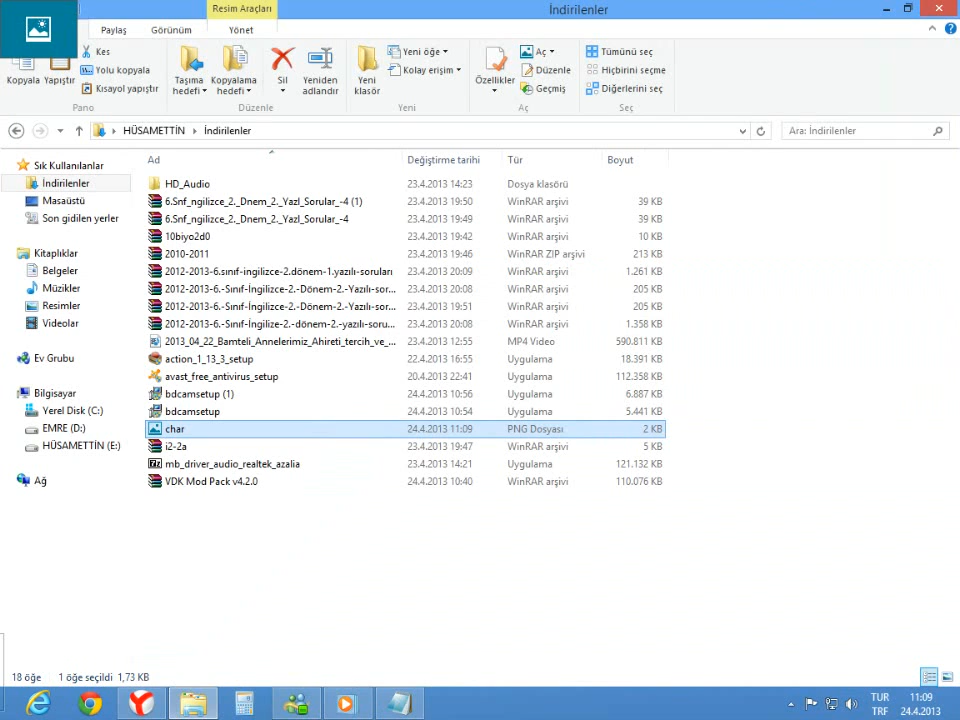 Resim Araçları
İndirilenler
Paylaş
Görünüm
Yönet
Kopyala
Yapıştır
Kes
Yolu kopyala
Kısayol yapıştır
Pano
Taşıma hedefi
Kopyalama hedefi
Sil
Yeniden adlandır
Düzenle
Yeni klasör
Yeni öğe
Kolay erişim
Yeni
Özellikler
Aç
Düzenle
Geçmiş
Aç
Tümünü seç
Hiçbirini seçme
Diğerlerini seç
Seç
HÜSAMETTİN
İndirilenler
Ara: İndirilenler
Sık Kullanılanlar
İndirilenler
Masaüstü
Son gidilen yerler
Kitaplıklar
Belgeler
Müzikler
Resimler
Videolar
Ev Grubu
Bilgisayar
Yerel Disk (C:)
EMRE (D:)
HÜSAMETTİN (E:)
Ağ
Ad Değiştirme tarihi Tür Boyut
HD_Audio 23.4.2013 14:23 Dosya klasörü
6.Snf_ngilizce_2._Dnem_2._Yazl_Sorular_-4 (1) 23.4.2013 19:50 WinRAR arşivi 39 KB
6.Snf_ngilizce_2._Dnem_2._Yazl_Sorular_-4 23.4.2013 19:49 WinRAR arşivi 39 KB
10biyo2d0 23.4.2013 19:42 WinRAR arşivi 10 KB
2010-2011 23.4.2013 19:46 WinRAR ZIP arşivi 213 KB
2012-2013-6.sınıf-ingilizce-2.dönem-1.yazılı-soruları 23.4.2013 20:09 WinRAR arşivi 1.261 KB
2012-2013-6.-Sınıf-İngilizce-2.-Dönem-2.-Yazılı-sor... 23.4.2013 20:08 WinRAR arşivi 205 KB
2012-2013-6.-Sınıf-İngilizce-2.-Dönem-2.-Yazılı-sor... 23.4.2013 19:51 WinRAR arşivi 205 KB
2012-2013-6.-Sınıf-İngilize-2.-dönem-2.-yazılı-soru... 23.4.2013 20:08 WinRAR arşivi 1.358 KB
2013_04_22_Bamteli_Annelerimiz_Ahireti_tercih_ve_... 23.4.2013 12:55 MP4 Video 590.811 KB
action_1_13_3_setup 22.4.2013 16:55 Uygulama 18.391 KB
avast_free_antivirus_setup 20.4.2013 22:41 Uygulama 112.358 KB
bdcamsetup (1) 24.4.2013 10:56 Uygulama 6.887 KB
bdcamsetup 24.4.2013 10:54 Uygulama 5.441 KB
char 24.4.2013 11:09 PNG Dosyası 2 KB
i2-2a 23.4.2013 19:47 WinRAR arşivi 5 KB
mb_driver_audio_realtek_azalia 23.4.2013 14:21 Uygulama 121.132 KB
VDK Mod Pack v4.2.0 24.4.2013 10:40 WinRAR arşivi 110.076 KB
18 öğe 1 öğe seçildi 1,73 KB
TUR 11:09
TRF 24.4.2013